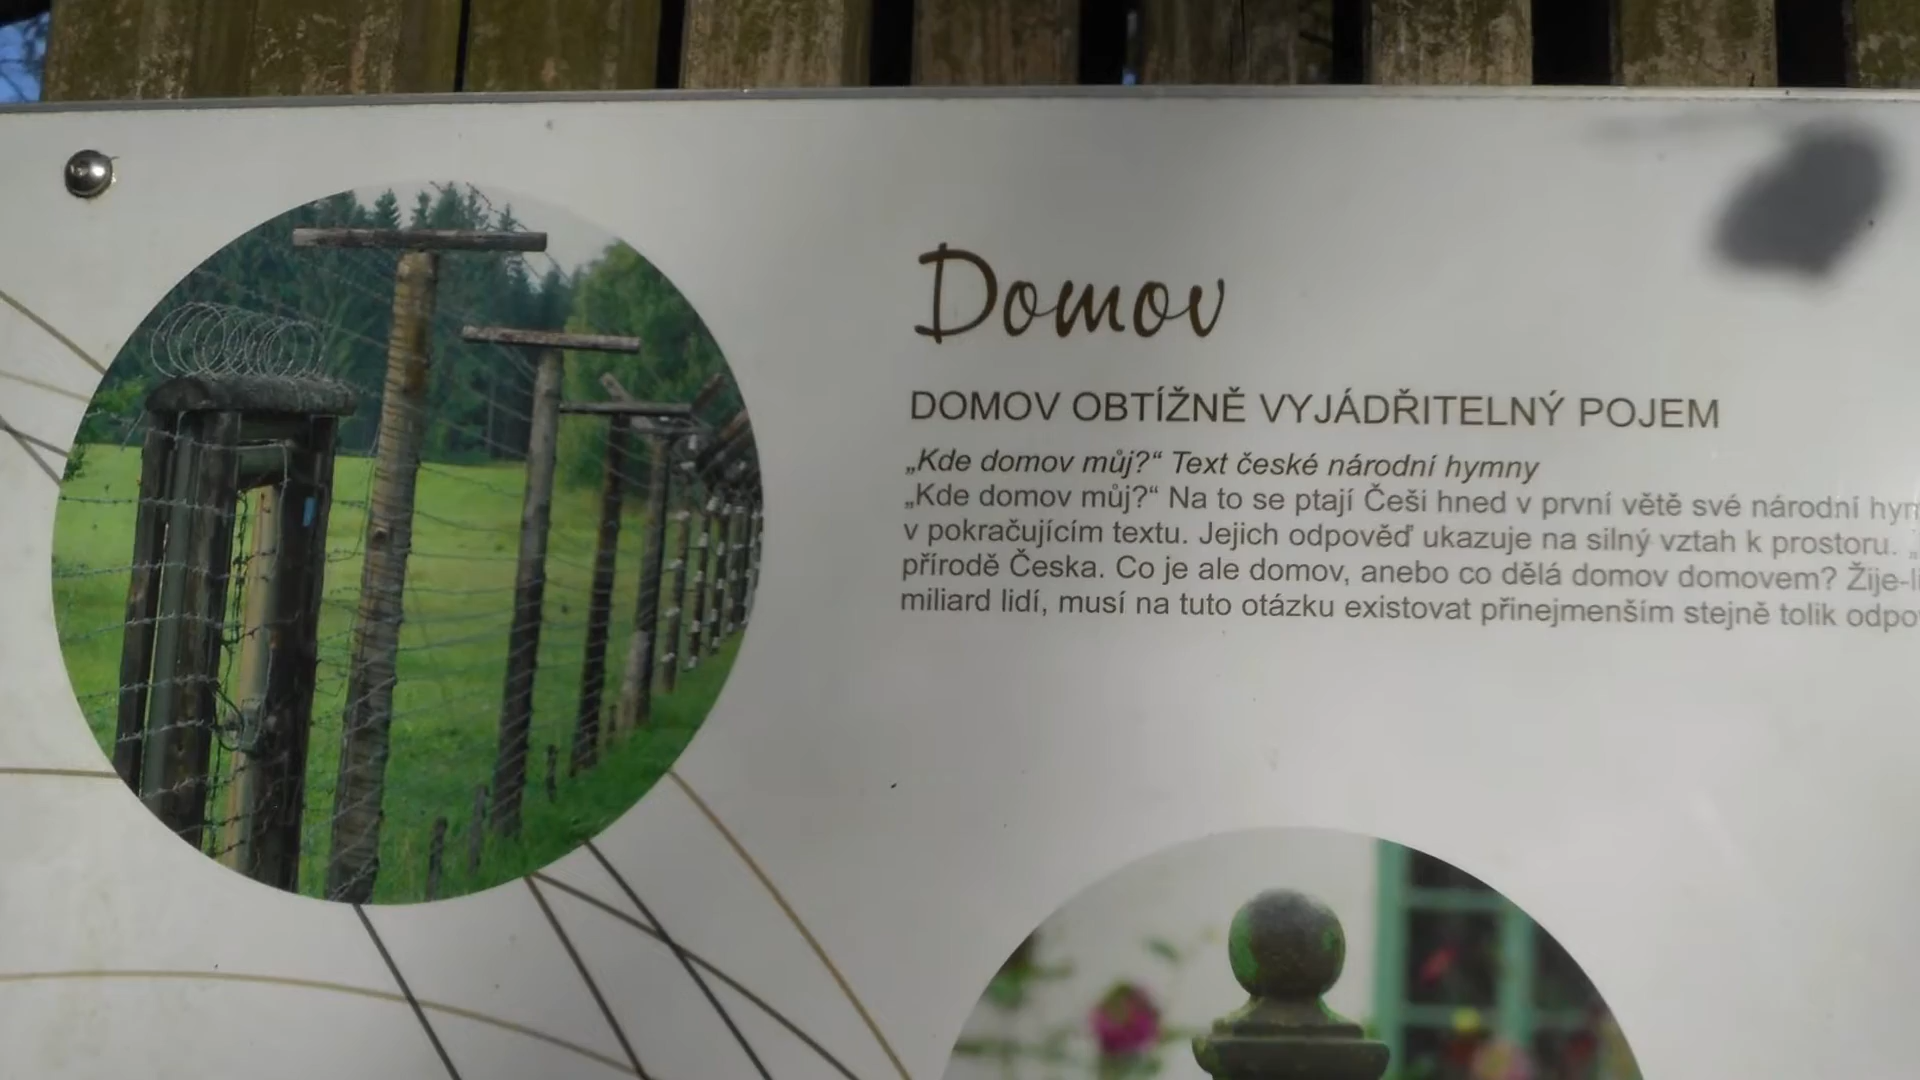 Domov
DOMOV OBTÍŽNĚ VYJÁDŘITELNÝ POJEM
„Kde domov můj?“ Text české národní hymny
„Kde domov můj?“ Na to se ptají Češi hned v první větě své národní
v pokračujícím textu. Jejich odpověď ukazuje na silný vztah k prostoru.
přírodě Česka. Co je ale domov, anebo co dělá domov domovem?
miliard lidí, musí na tuto otázku existovat přinejmenším stejně tolik